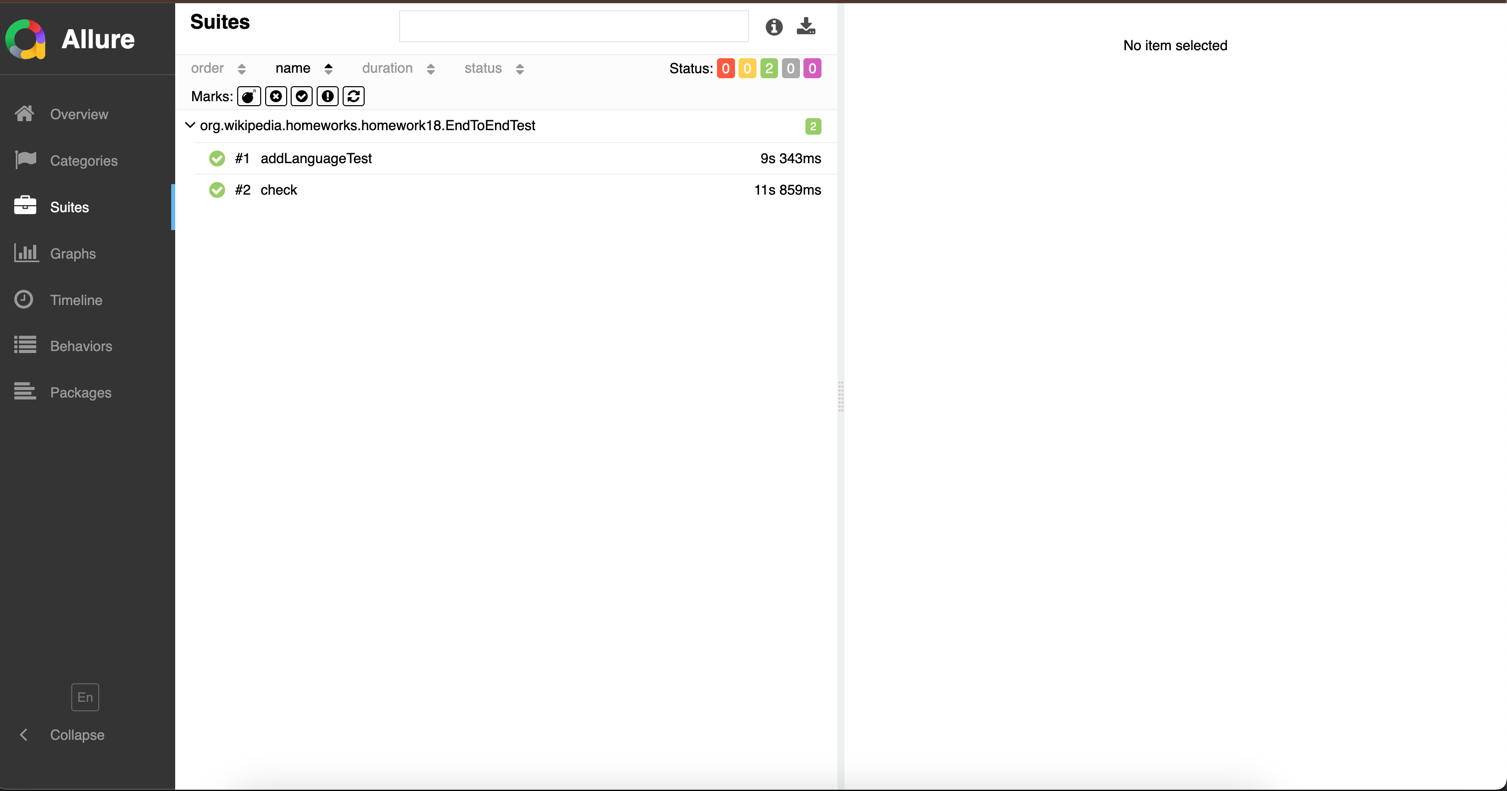 Allure
Overview
Categories
Suites
Graphs
Timeline
Behaviors
Packages
En
Collapse
Suites
order name duration status Status: 0 0 2 0 0
Marks:
org.wikipedia.homeworks.homework18.EndToEndTest 2
#1 addLanguageTest 9s 343ms
#2 check 11s 859ms
No item selected